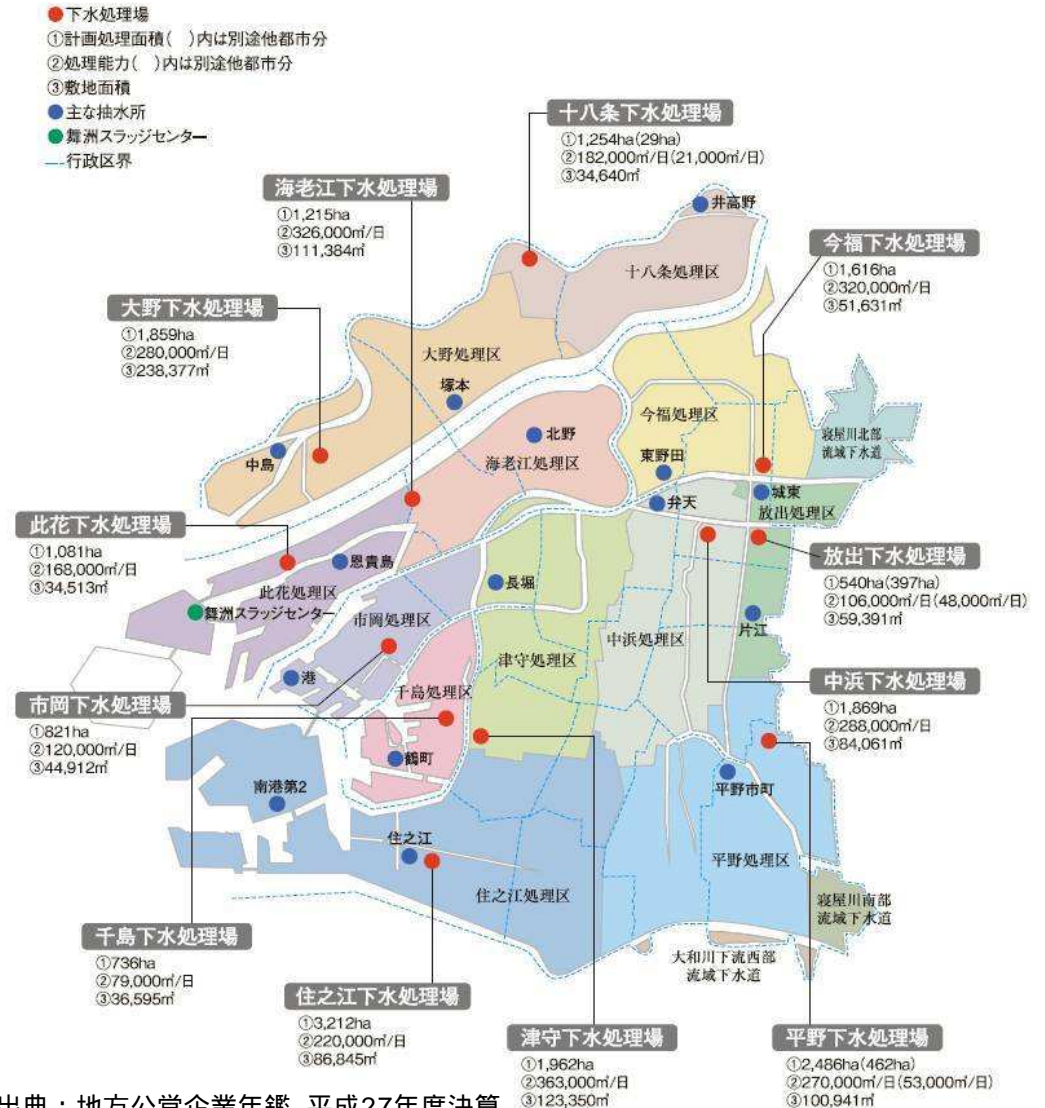 ●下水処理場
①計画処理面積(　)内は別途他都市分
②処理能力(　)内は別途他都市分
③敷地面積
●主な抽水所
●舞洲スラッジセンター
行政区界
十八条下水処理場
①1,254ha(29ha)
②182,000㎥/日(21,000㎥/日)
③34,640㎡
海老江下水処理場
①1,215ha
②326,000㎥/日
③111,384㎡
井高野
十八条処理区
今福下水処理場
①1,616ha
②320,000㎥/日
③51,631㎡
大野下水処理場
①1,859ha
②280,000㎥/日
③238,377㎡
大野処理区
塚本
今福処理区
北野
寝屋川北部
流域下水道
中島
海老江処理区
東野田
城東
弁天
放出処理区
此花下水処理場
①1,081ha
②168,000㎥/日
③34,513㎡
恩貴島
此花処理区
舞洲スラッジセンター
長堀
放出下水処理場
①540ha(397ha)
②106,000㎥/日(48,000㎥/日)
③59,391㎡
市岡処理区
片江
中浜処理区
津守処理区
港
千島処理区
中浜下水処理場
①1,869ha
②288,000㎥/日
③84,061㎡
市岡下水処理場
①821ha
②120,000㎥/日
③44,912㎡
鶴町
平野市町
南港第2
住之江
平野処理区
住之江処理区
寝屋川南部
流域下水道
千島下水処理場
①736ha
②79,000㎥/日
③36,595㎡
大和川下流西部
流域下水道
住之江下水処理場
①3,212ha
②220,000㎥/日
③86,845㎡
津守下水処理場
①1,962ha
②363,000㎥/日
③123,350㎡
平野下水処理場
①2,486ha(462ha)
②270,000㎥/日(53,000㎥/日)
③100,941㎡
出典：地方公営企業年鑑 平成27年度決算